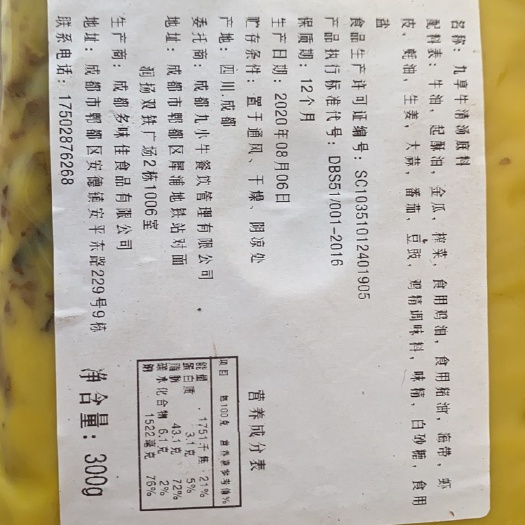 名称：九享牛清汤底料
配料表：牛油、起酥油、金瓜、榨菜、食用鸡油、食用猪油、海带、虾
皮、蚝油、生姜、大蒜、番茄、豆豉、鸡精调味料、味精、白砂糖、食用
盐
食品生产许可证编号：SC10351012401905
产品执行标准代号：DBS51/001-2016
保质期：12个月
生产日期：2020年08月06日
贮存条件：置于通风、干燥、阴凉处
产地：四川.成都
委托商：成都九小牛餐饮管理有限公司
地址：成都市郫都区犀浦地铁站对面
润扬双铁广场2栋1006室
生产商：成都多味佳食品有限公司
地址：成都市郫都区安德镇安平东路229号9栋
联系电话：17502876268
营养成分表
项目 每100克 营养素参考值%
能量 1751千焦 21%
蛋白质 3.1克 5%
脂肪 43.1克 72%
碳水化合物 6.1克 2%
钠 1522毫克 76%
净含量：300g